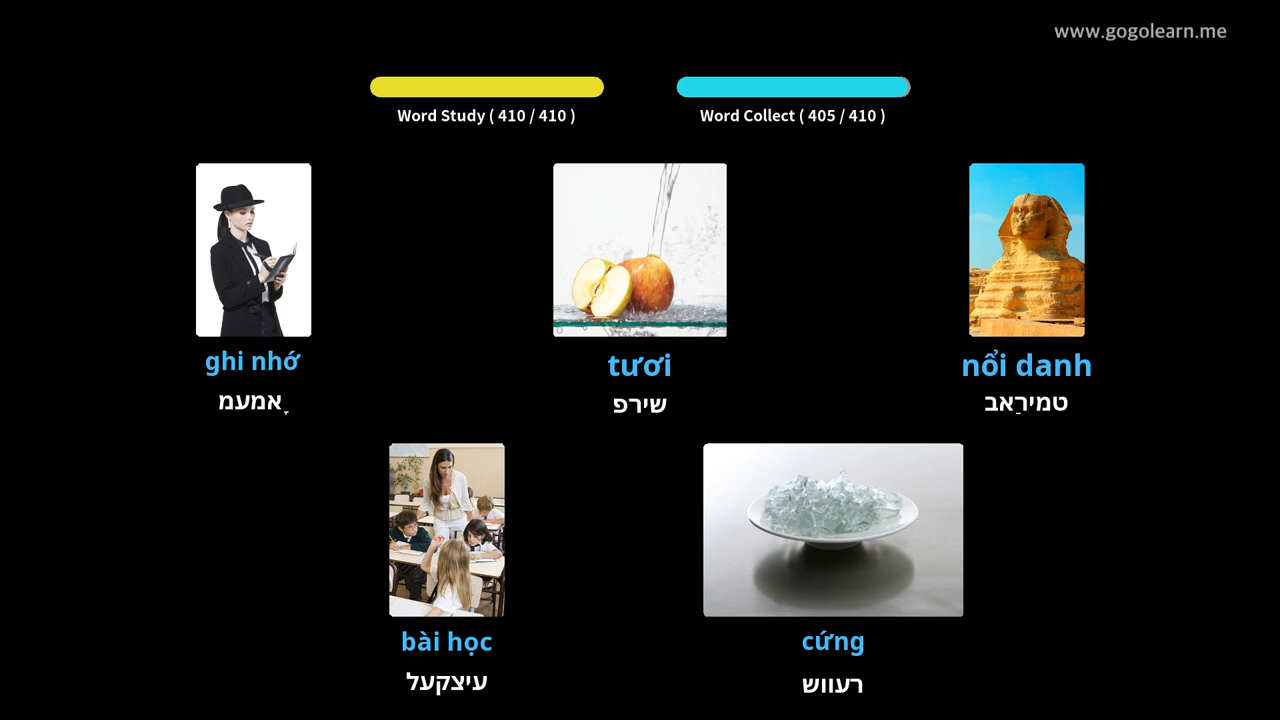 www.gogolearn.me
Word Study ( 410 / 410 )
Word Collect ( 405 / 410 )
ghi nhớ
ָאמעמ
tươi
שירפ
nổi danh
טמירַאב
bài học
עיצקעל
cứng
רעווש